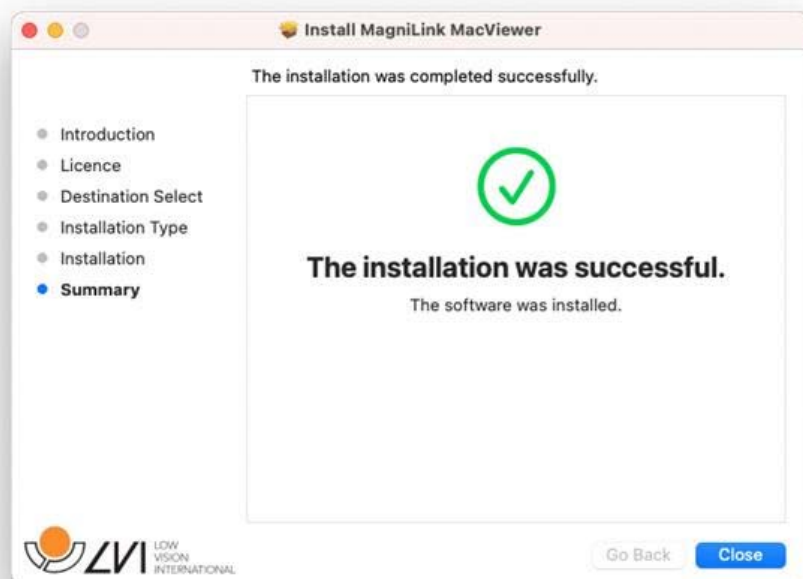 Install MagniLink MacViewer
The installation was completed successfully.
Introduction
Licence
Destination Select
Installation Type
Installation
Summary
The installation was successful.
The software was installed.
LVI
LOW
VISION
INTERNATIONAL
Go Back
Close